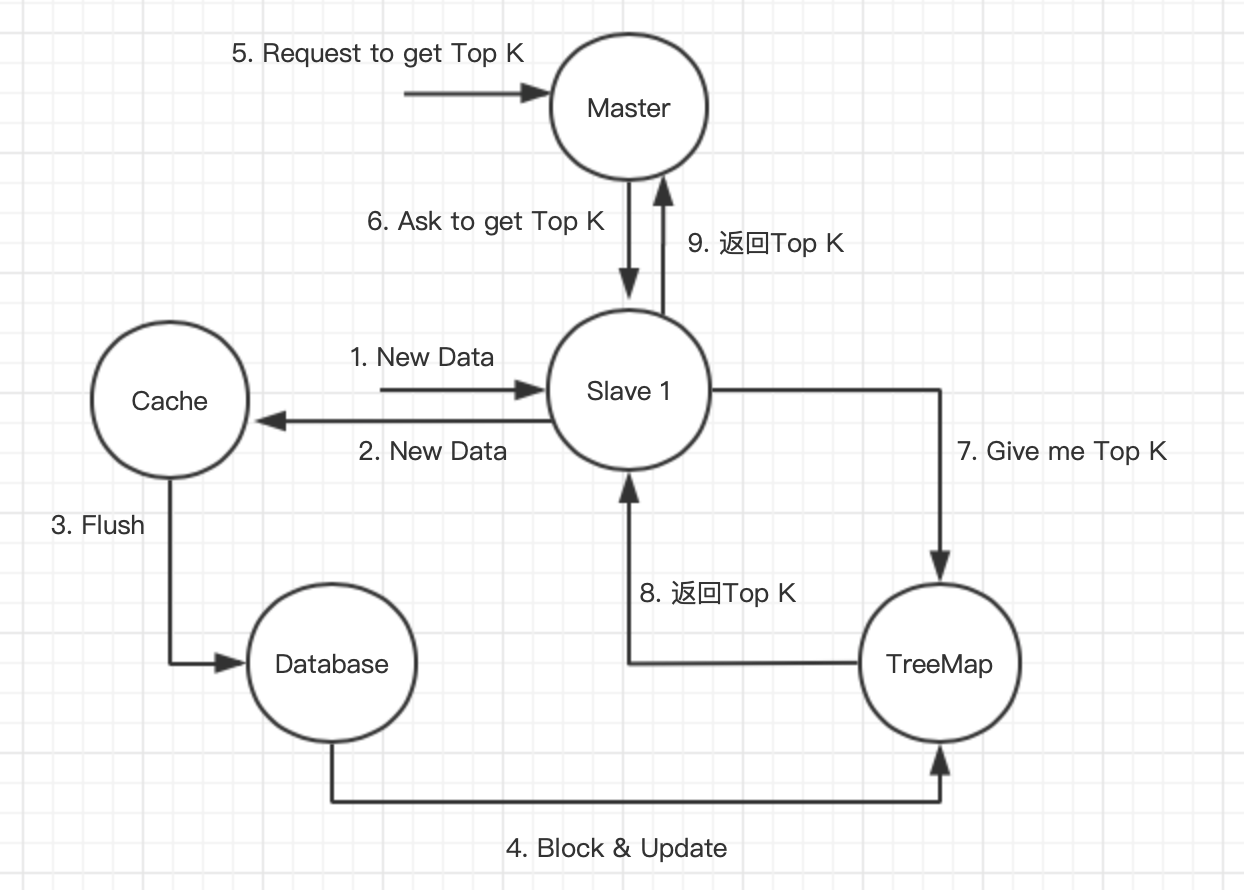 5. Request to get Top K
Master
6. Ask to get Top K
9. 返回Top K
1. New Data
Cache
Slave 1
2. New Data
7. Give me Top K
3. Flush
8. 返回Top K
Database
TreeMap
4. Block & Update